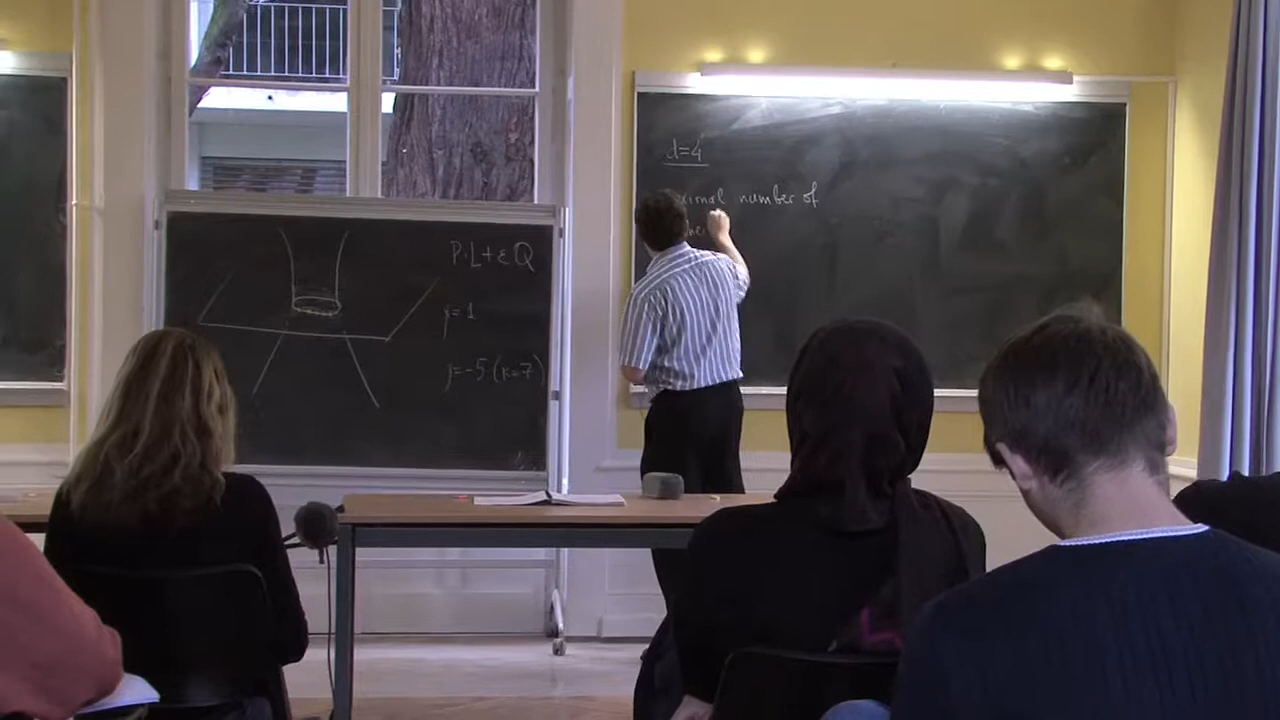 P·L+εQ
=1
=-5 (k=7)
d=4
number of